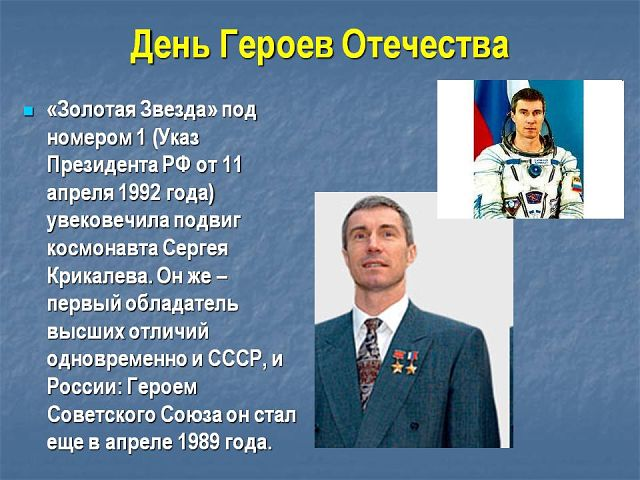 День Героев Отечества
«Золотая Звезда» под
номером 1 (Указ
Президента РФ от 11
апреля 1992 года)
увековечила подвиг
космонавта Сергея
Крикалева. Он же –
первый обладатель
высших отличий
одновременно и СССР, и
России: Героем
Советского Союза он стал
еще в апреле 1989 года.